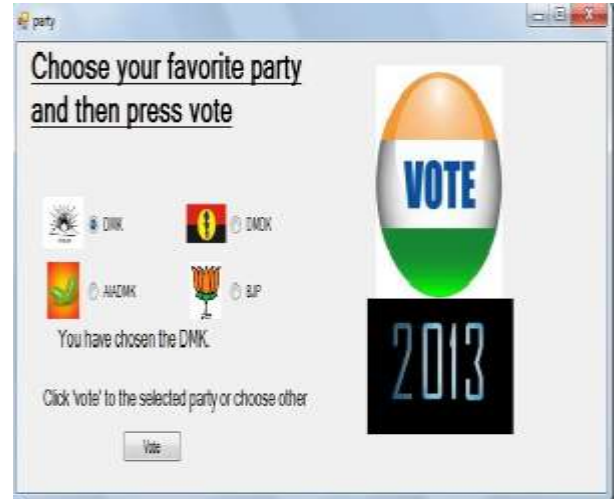 party
Choose your favorite party
and then press vote
VOTE
DMK
DMDK
AIADMK
BJP
You have chosen the DMK.
Click 'vote' to the selected party or choose other
Vote
2013